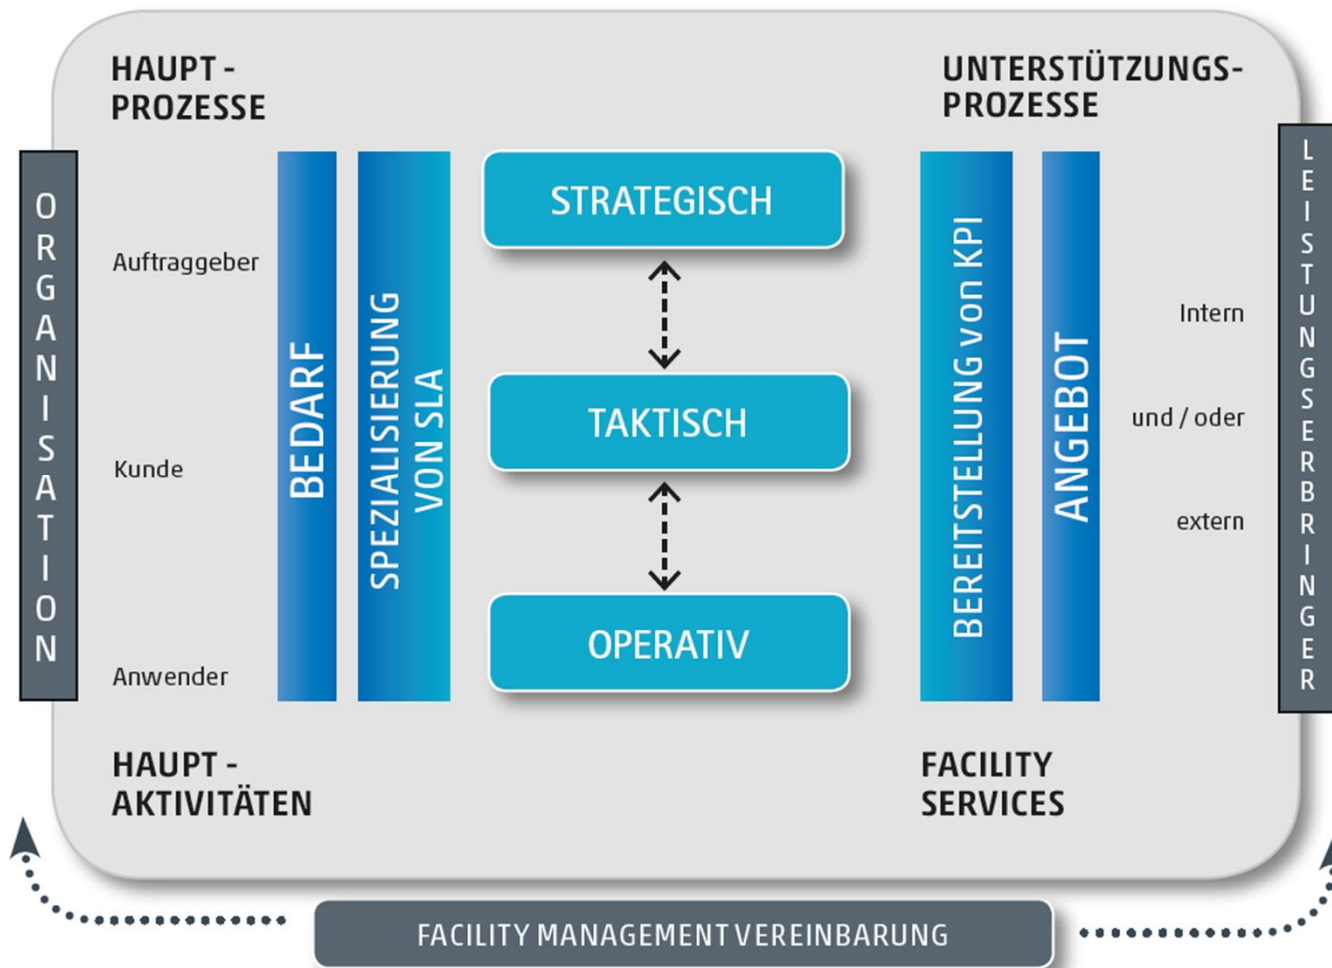 HAUPT -
PROZESSE
UNTERSTÜTZUNGS-
PROZESSE
ORGANISATION
Auftraggeber
Kunde
Anwender
BEDARF
SPEZIALISIERUNG
VON SLA
STRATEGISCH
TAKTISCH
OPERATIV
BEREITSTELLUNG von KPI
ANGEBOT
Intern
und / oder
extern
LEISTUNGSERBRINGER
HAUPT -
AKTIVITÄTEN
FACILITY
SERVICES
FACILITY MANAGEMENT VEREINBARUNG